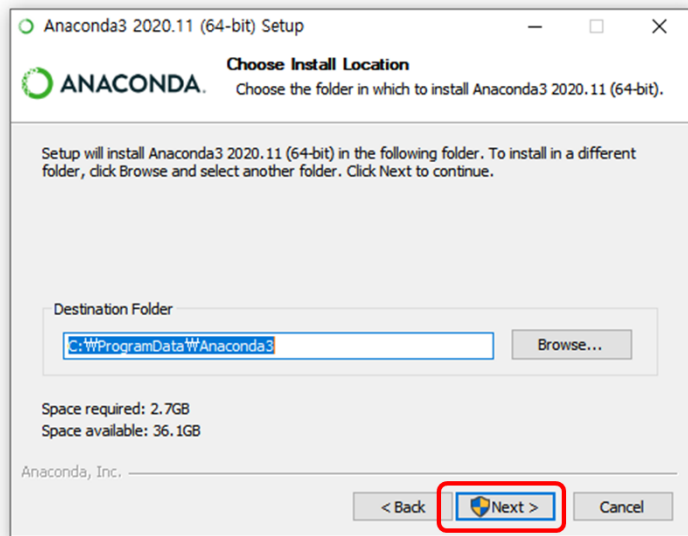 Anaconda3 2020.11 (64-bit) Setup
ANACONDA.
Choose Install Location
Choose the folder in which to install Anaconda3 2020.11 (64-bit).
Setup will install Anaconda3 2020.11 (64-bit) in the following folder. To install in a different
folder, click Browse and select another folder. Click Next to continue.
Destination Folder
C:₩ProgramData₩Anaconda3
Browse...
Space required: 2.7GB
Space available: 36.1GB
Anaconda, Inc.
< Back
Next >
Cancel